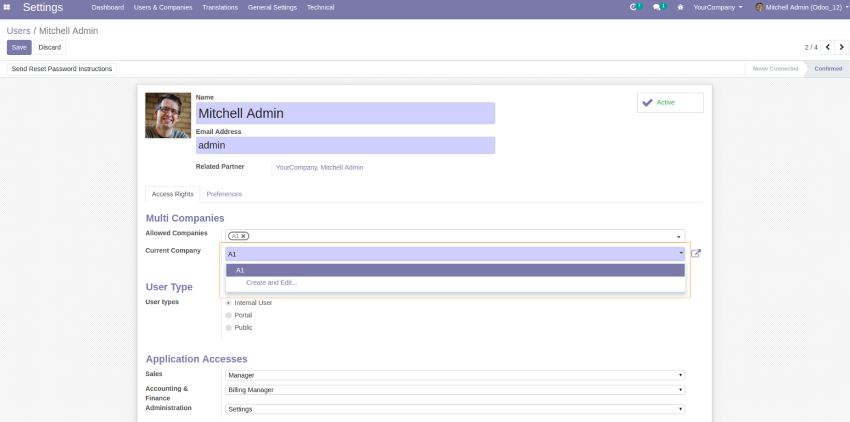 Settings Dashboard Users & Companies Translations General Settings Technical 1 1 YourCompany Mitchell Admin (Odoo_12)
Users / Mitchell Admin
Save Discard 2 / 4
Send Reset Password Instructions Never Connected Confirmed
Name
Mitchell Admin Active
Email Address
admin
Related Partner YourCompany, Mitchell Admin
Access Rights Preferences
Multi Companies
Allowed Companies A1
Current Company A1
A1
Create and Edit...
User Type
User types Internal User
Portal
Public
Application Accesses
Sales Manager
Accounting & Finance Billing Manager
Administration Settings